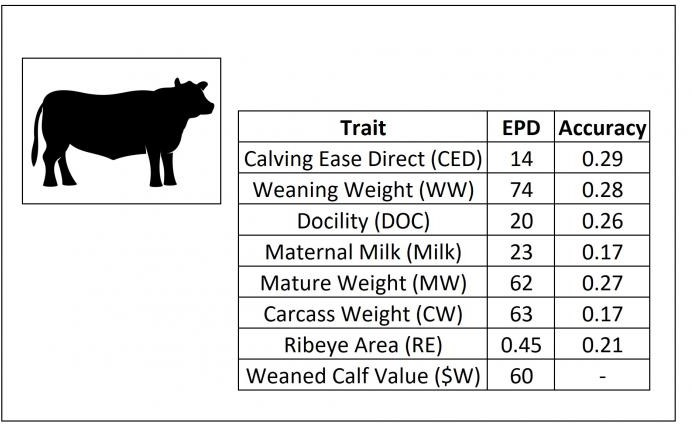 Trait EPD Accuracy
Calving Ease Direct (CED) 14 0.29
Weaning Weight (WW) 74 0.28
Docility (DOC) 20 0.26
Maternal Milk (Milk) 23 0.17
Mature Weight (MW) 62 0.27
Carcass Weight (CW) 63 0.17
Ribeye Area (RE) 0.45 0.21
Weaned Calf Value ($W) 60 -